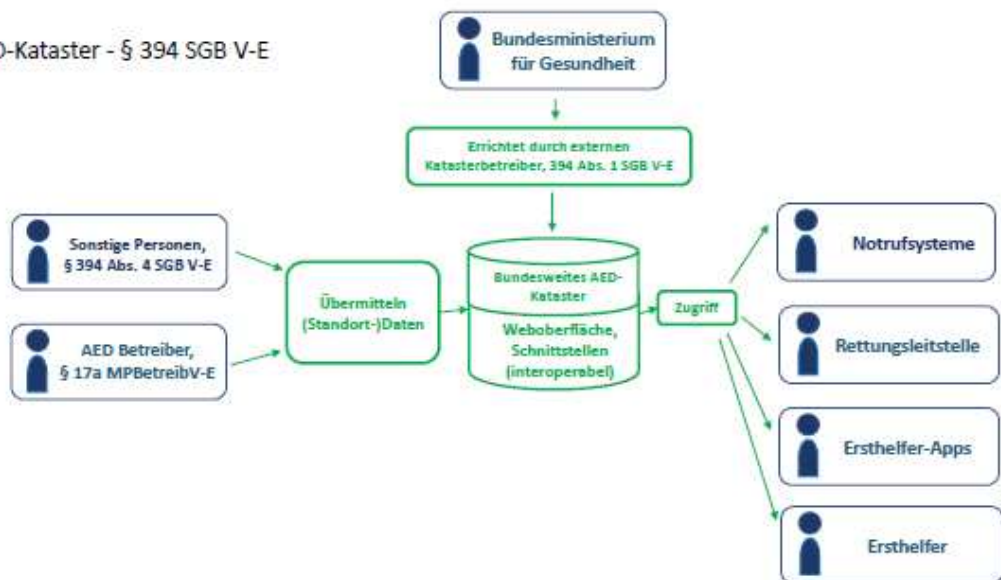 D-Kataster - § 394 SGB V-E
Bundesministerium
für Gesundheit
Errichtet durch externen
Katasterbetreiber, 394 Abs. 1 SGB V-E
Sonstige Personen,
§ 394 Abs. 4 SGB V-E
AED Betreiber,
§ 17a MPBetreibV-E
Übermitteln
(Standort-)Daten
Bundesweites AED-
Kataster
Weboberfläche,
Schnittstellen
(interoperabel)
Zugriff
Notrufsysteme
Rettungsleitstelle
Ersthelfer-Apps
Ersthelfer